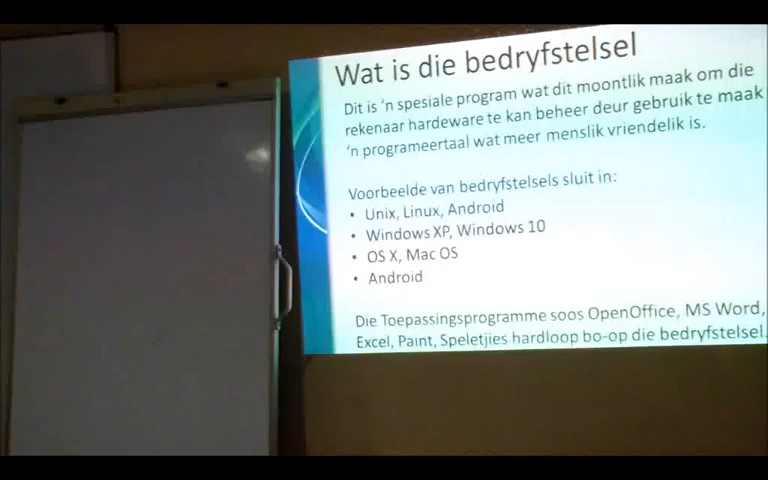 Wat is die bedryfstelsel
Dit is ‘n spesiale program wat dit moontlik maak om die
rekenaar hardeware te kan beheer deur gebruik te maak
‘n programeertaal wat meer menslik vriendelik is.
Voorbeelde van bedryfstelsels sluit in:
• Unix, Linux, Android
• Windows XP, Windows 10
• OS X, Mac OS
• Android
Die Toepassingsprogramme soos OpenOffice, MS Word,
Excel, Paint, Speletjies hardloop bo-op die bedryfstelsel.